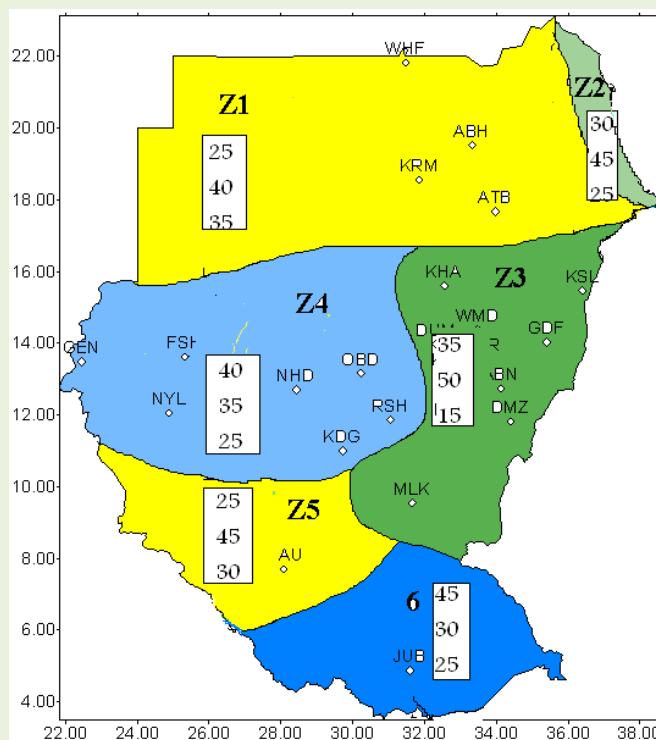 22.00
20.00
18.00
16.00
14.00
12.00
10.00
8.00
6.00
4.00
22.00 24.00 26.00 28.00 30.00 32.00 34.00 36.00 38.0
WHF
Z1
Z2
25
40
35
30
45
25
ABH
KRM
ATB
KHA
Z3
KSL
WMD
Z4
GEN
FSH
OBD
NHD
NYL
RSH
KDG
40
35
25
GDF
35
50
15
BN
DMZ
MLK
Z5
25
45
30
AU
6
45
30
25
JUB